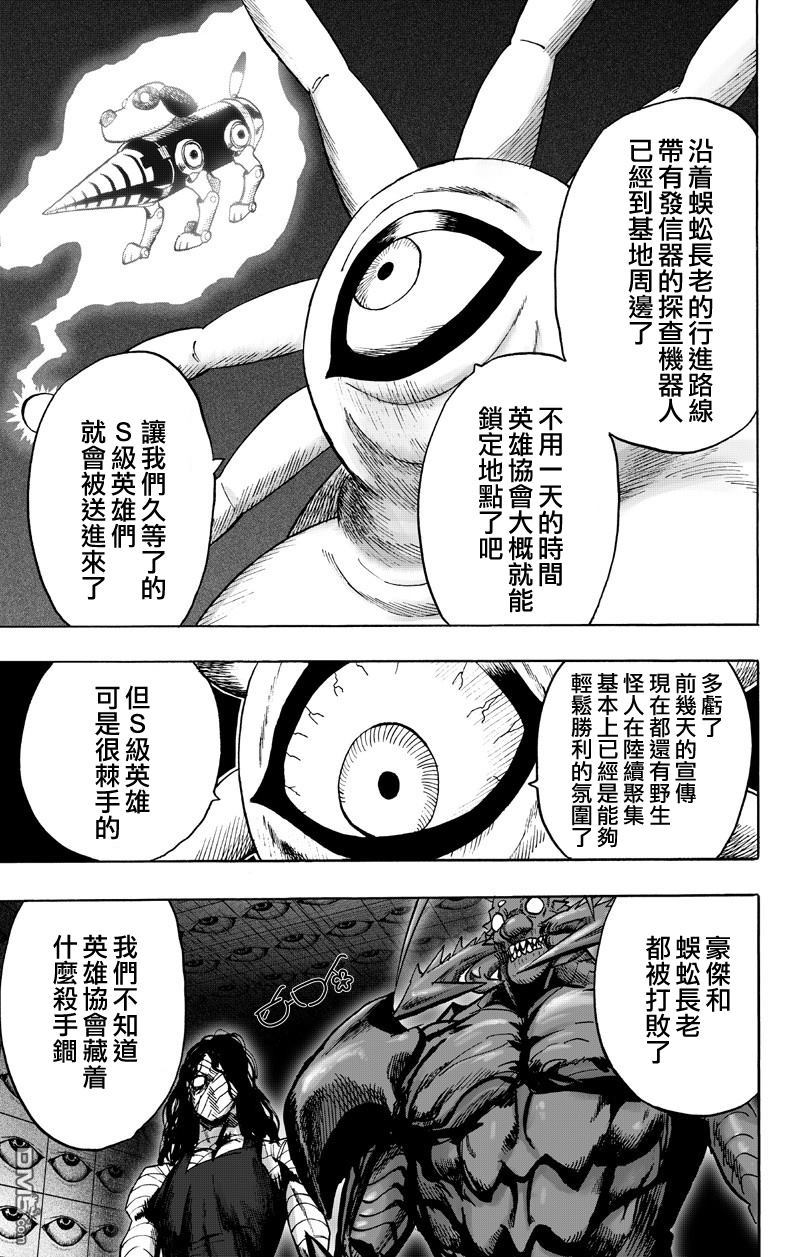 沿着蜈蚣長老的行進路線
帶有發信器的探查機器人
已經到基地周邊了
不用一天的時間
英雄協會大概就能
鎖定地點了吧
讓我們久等了的
S級英雄們
就會被送進來了
多虧了
前幾天的宣傳
現在都還有野生
怪人在陸續聚集
基本上已經是能夠
輕鬆勝利的氛圍了
但S級英雄
可是很棘手的
豪傑和
蜈蚣長老
都被打敗了
我們不知道
英雄協會藏着
什麼殺手鐧
DM5.com